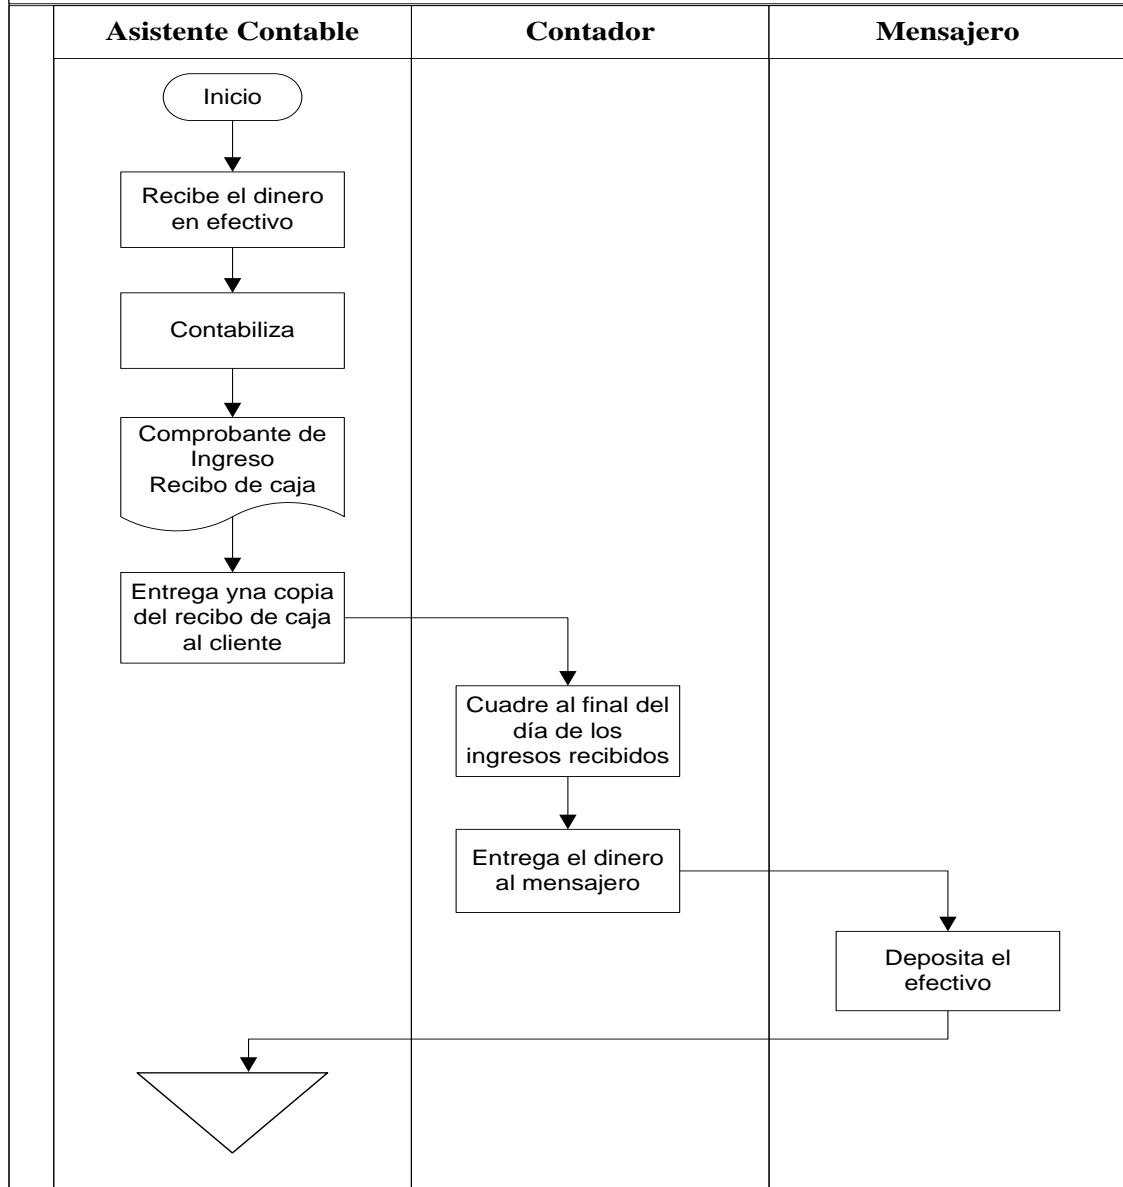 Asistente Contable
Contador
Mensajero
Inicio
Recibe el dinero
en efectivo
Contabiliza
Comprobante de
Ingreso
Recibo de caja
Entrega yna copia
del recibo de caja
al cliente
Cuadre al final del
día de los
ingresos recibidos
Entrega el dinero
al mensajero
Deposita el
efectivo